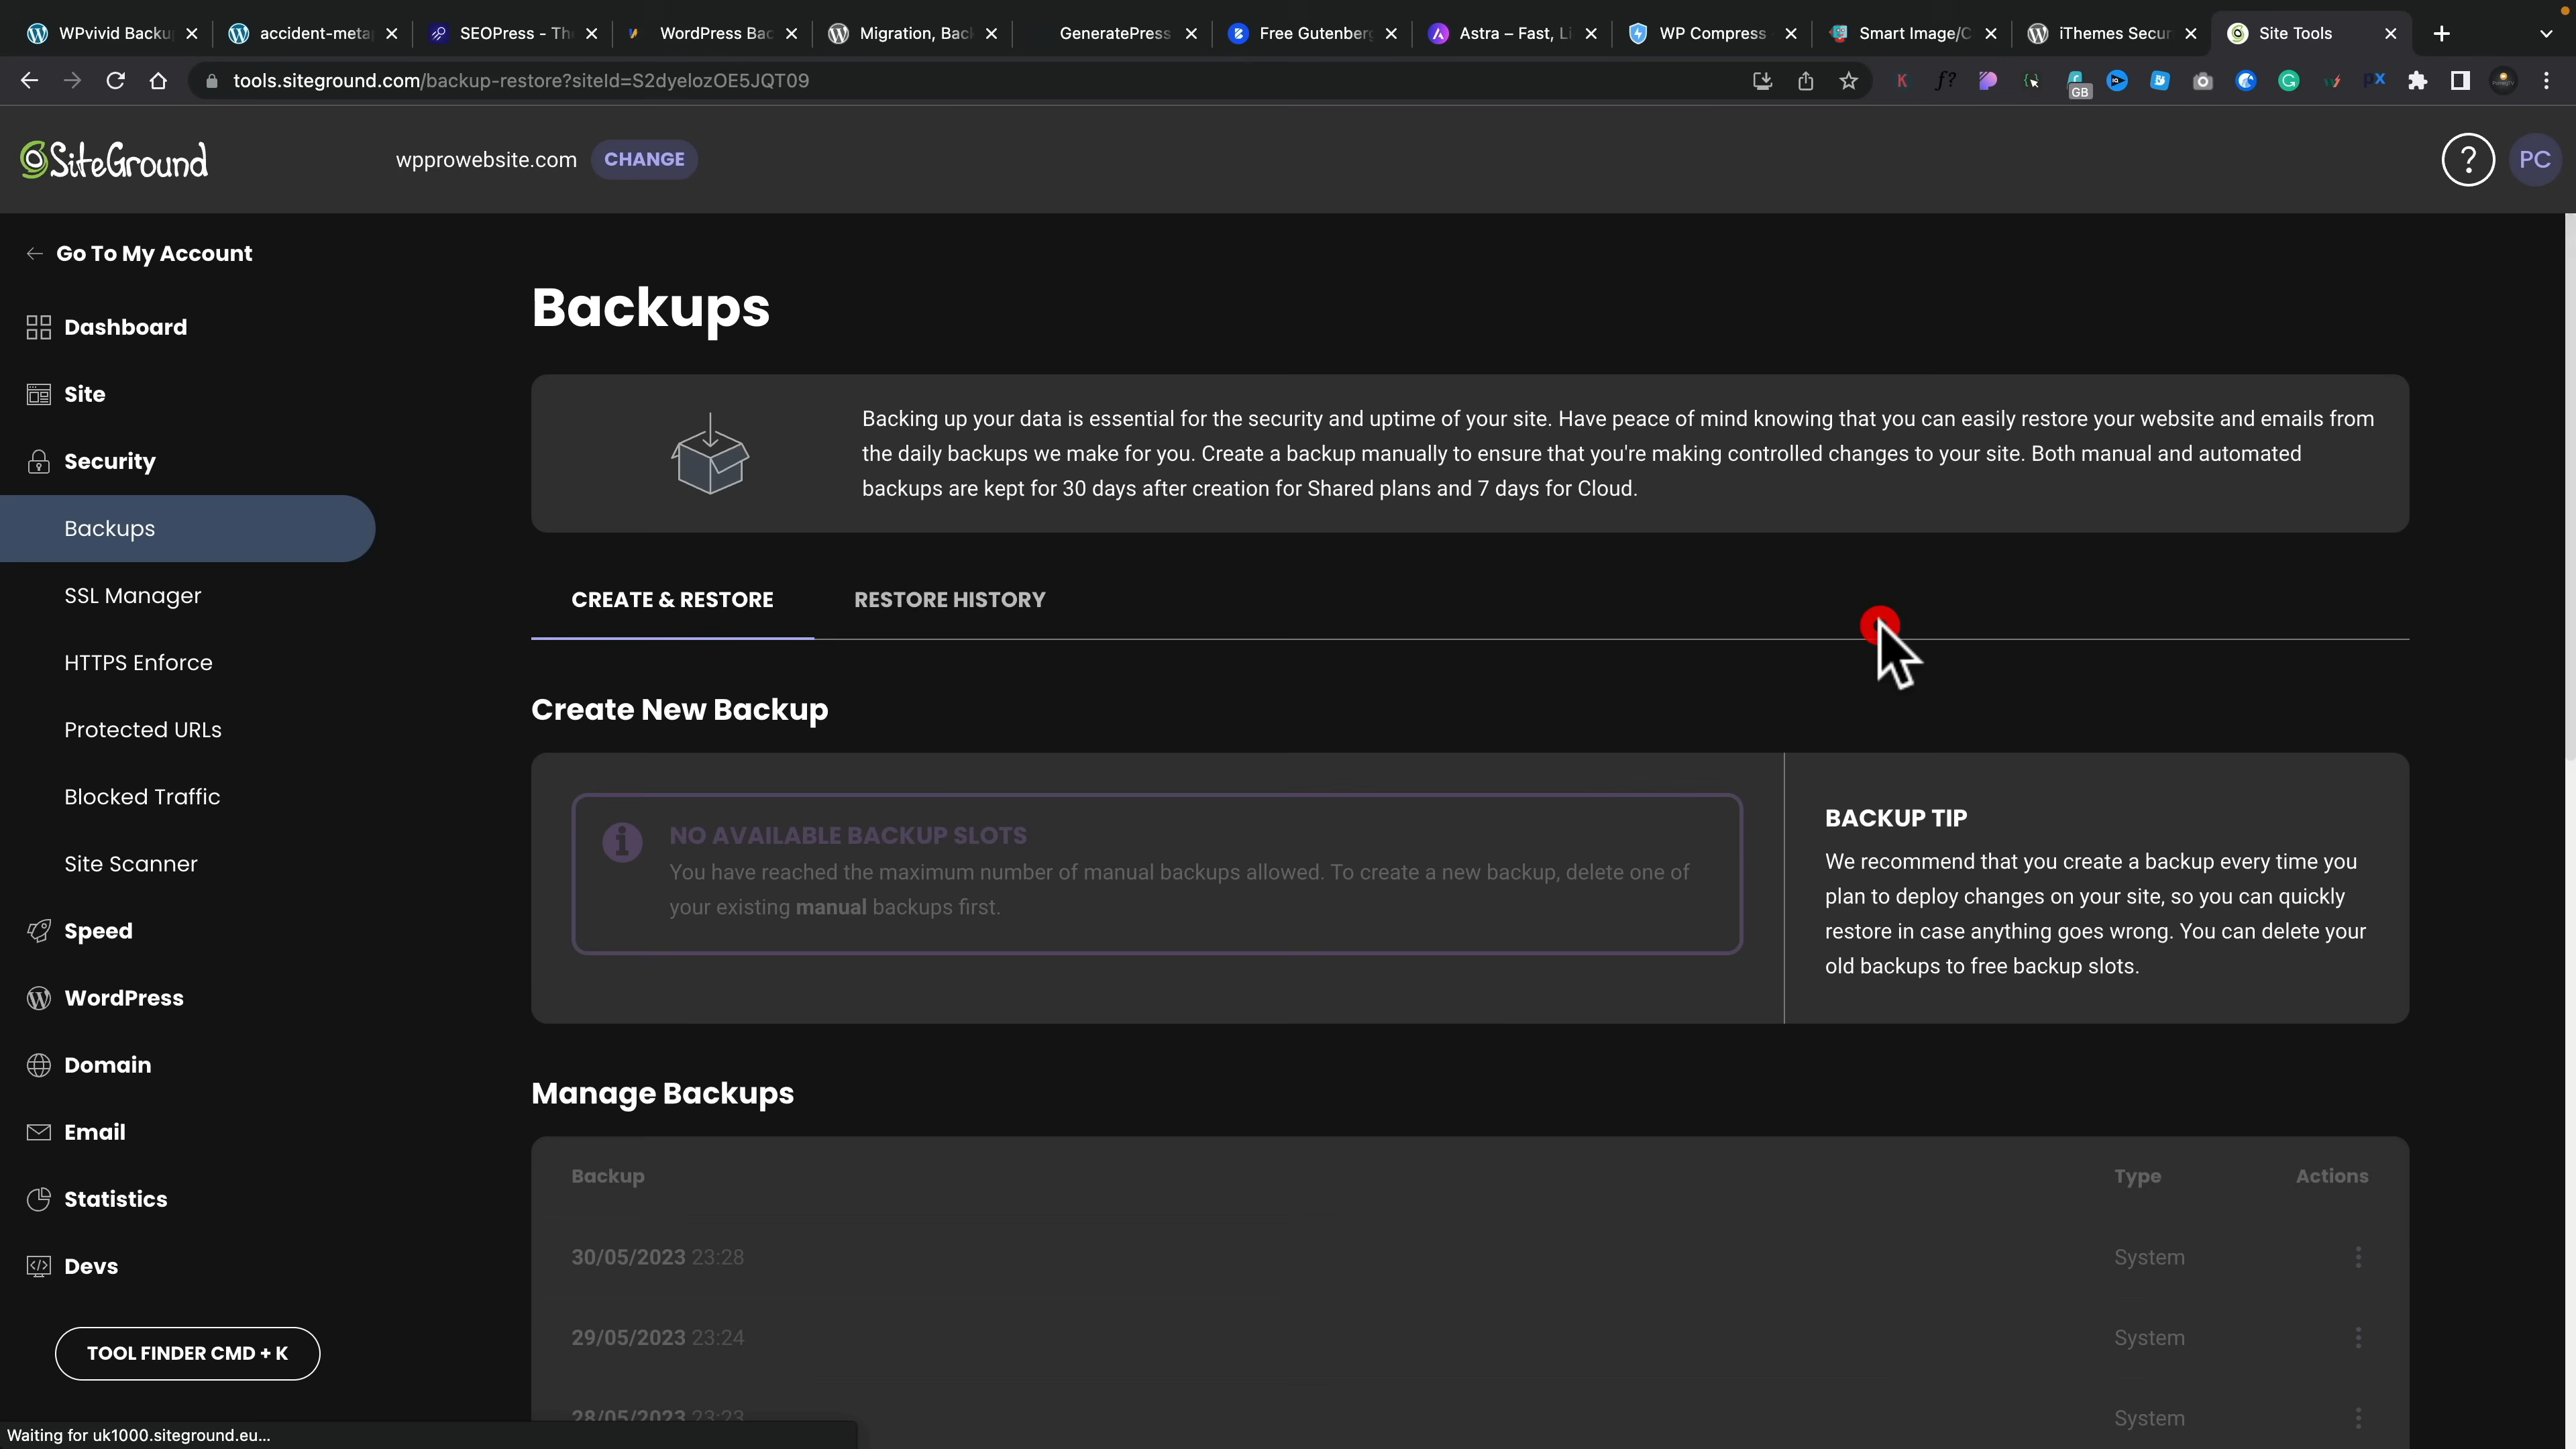 WPvivid Backu
accident-meta
SEOPress - Th
WordPress Bac
Migration, Back
GeneratePress
Free Gutenberg
Astra – Fast, Li
WP Compress
Smart Image/C
iThemes Secur
Site Tools
tools.siteground.com/backup-restore?siteId=S2dyelozOE5JQT09
GB
SiteGround
wpprowebsite.com CHANGE
? PC
Go To My Account
Dashboard
Site
Security
Backups
SSL Manager
HTTPS Enforce
Protected URLs
Blocked Traffic
Site Scanner
Speed
WordPress
Domain
Email
Statistics
Devs
TOOL FINDER CMD + K
Waiting for uk1000.siteground.eu...
Backups
Backing up your data is essential for the security and uptime of your site. Have peace of mind knowing that you can easily restore your website and emails from
the daily backups we make for you. Create a backup manually to ensure that you're making controlled changes to your site. Both manual and automated
backups are kept for 30 days after creation for Shared plans and 7 days for Cloud.
CREATE & RESTORE RESTORE HISTORY
Create New Backup
NO AVAILABLE BACKUP SLOTS
You have reached the maximum number of manual backups allowed. To create a new backup, delete one of
your existing manual backups first.
BACKUP TIP
We recommend that you create a backup every time you
plan to deploy changes on your site, so you can quickly
restore in case anything goes wrong. You can delete your
old backups to free backup slots.
Manage Backups
Backup Type Actions
30/05/2023 23:28 System
29/05/2023 23:24 System
28/05/2023 23:23 System